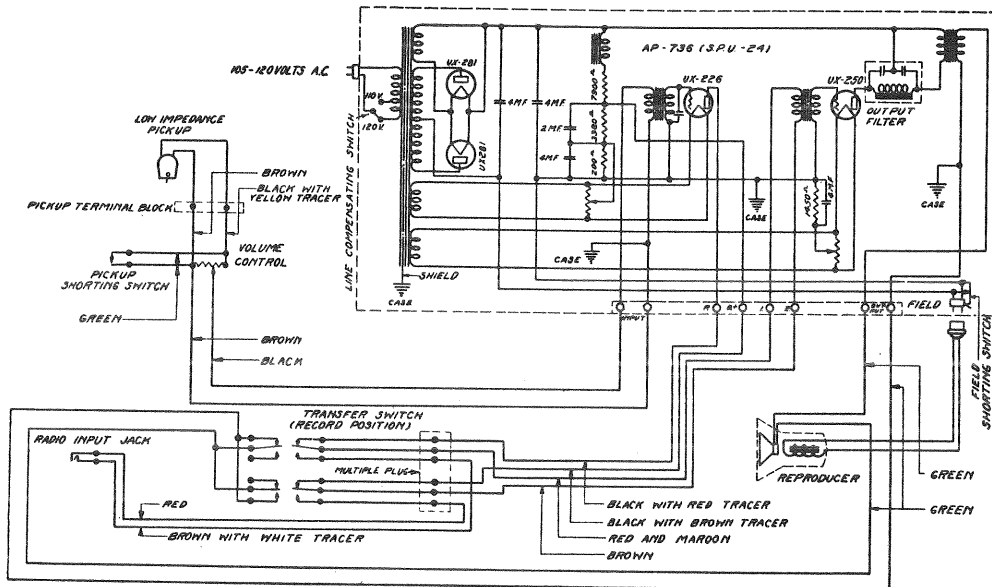 AP-736 (S.P.U.-24)
105-120 VOLTS A.C.
110V.
120V.
LINE COMPENSATING SWITCH
UX-281
UX281
4MF
4MF
2MF
4MF
7900Ω
200Ω
UX-226
UX-250
OUTPUT
FILTER
1450Ω
CASE
CASE
CASE
CASE
SHIELD
LOW IMPEDANCE
PICKUP
BROWN
BLACK WITH
YELLOW TRACER
PICKUP TERMINAL BLOCK
VOLUME
CONTROL
PICKUP
SHORTING SWITCH
GREEN
BROWN
BLACK
INPUT
P
B+
FIELD
FIELD
SHORTING SWITCH
TRANSFER SWITCH
(RECORD POSITION)
RADIO INPUT JACK
MULTIPLE PLUG
RED
BROWN WITH WHITE TRACER
BLACK WITH RED TRACER
BLACK WITH BROWN TRACER
RED AND MAROON
BROWN
REPRODUCER
GREEN
GREEN